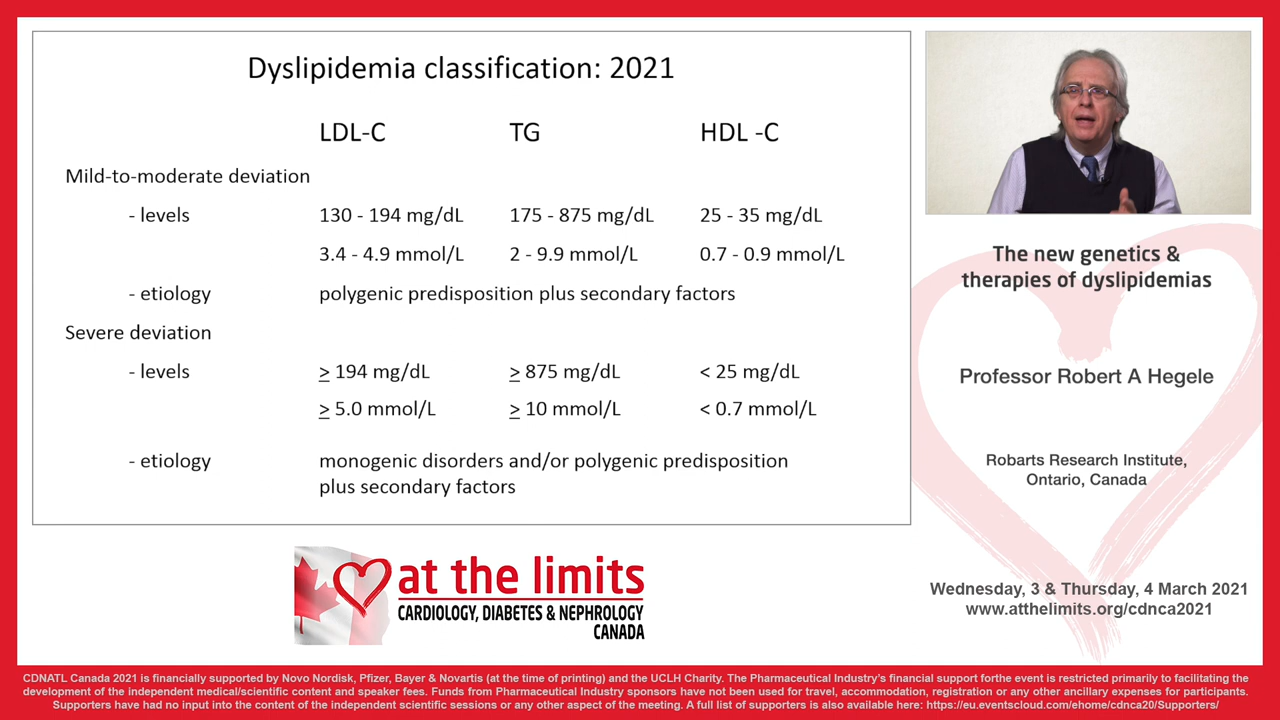 Dyslipidemia classification: 2021
LDL-C TG HDL -C
Mild-to-moderate deviation
- levels 130 - 194 mg/dL 175 - 875 mg/dL 25 - 35 mg/dL
3.4 - 4.9 mmol/L 2 - 9.9 mmol/L 0.7 - 0.9 mmol/L
- etiology polygenic predisposition plus secondary factors
Severe deviation
- levels ≥ 194 mg/dL ≥ 875 mg/dL < 25 mg/dL
≥ 5.0 mmol/L ≥ 10 mmol/L < 0.7 mmol/L
- etiology monogenic disorders and/or polygenic predisposition
plus secondary factors
The new genetics &
therapies of dyslipidemias
Professor Robert A Hegele
Robarts Research Institute,
Ontario, Canada
Wednesday, 3 & Thursday, 4 March 2021
www.atthelimits.org/cdnca2021
at the limits
CARDIOLOGY, DIABETES & NEPHROLOGY
CANADA
CDNATL Canada 2021 is financially supported by Novo Nordisk, Pfizer, Bayer & Novartis (at the time of printing) and the UCLH Charity. The Pharmaceutical Industry's financial support forthe event is restricted primarily to facilitating the
development of the independent medical/scientific content and speaker fees. Funds from Pharmaceutical Industry sponsors have not been used for travel, accommodation, registration or any other ancillary expenses for participants.
Supporters have had no input into the content of the independent scientific sessions or any other aspect of the meeting. A full list of supporters is also available here: https://eu.eventscloud.com/ehome/cdnca20/Supporters/